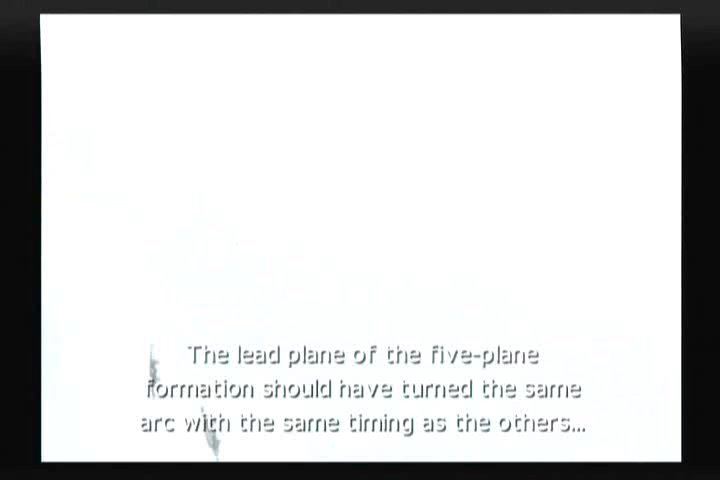 The lead plane of the five-plane
formation should have turned the same
arc with the same timing as the others...